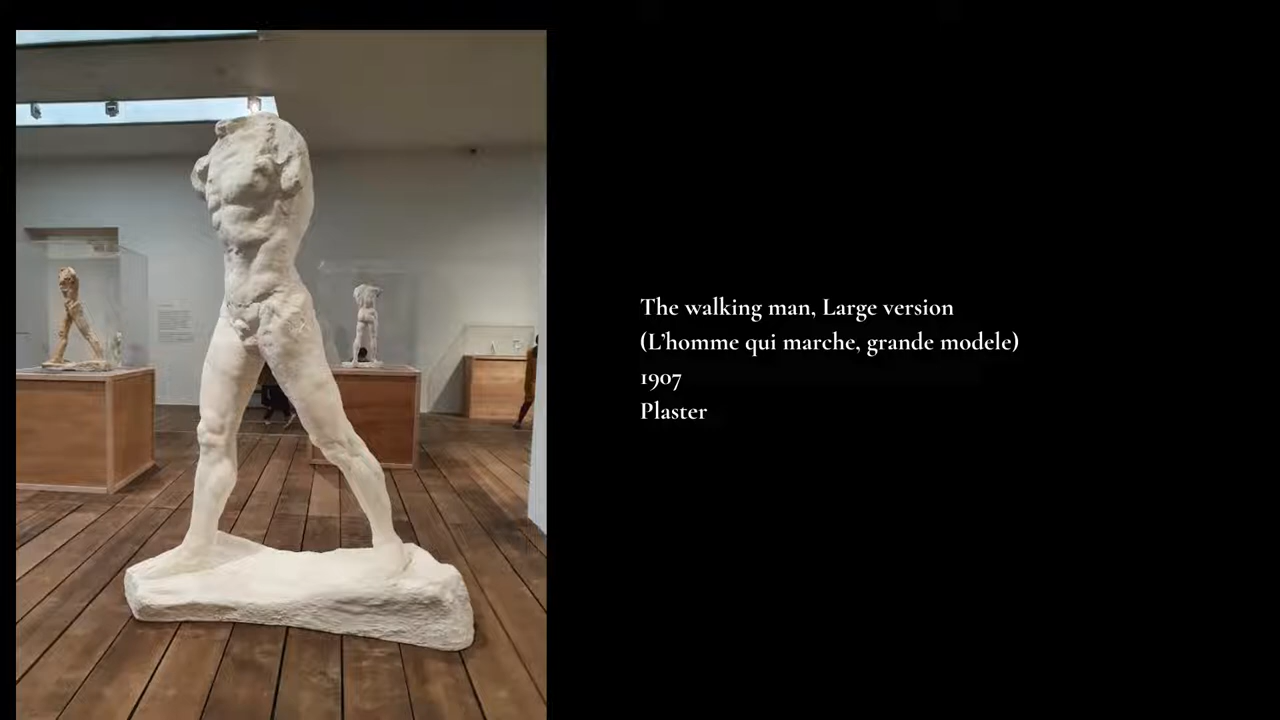 The walking man, Large version
(L'homme qui marche, grande modele)
1907
Plaster